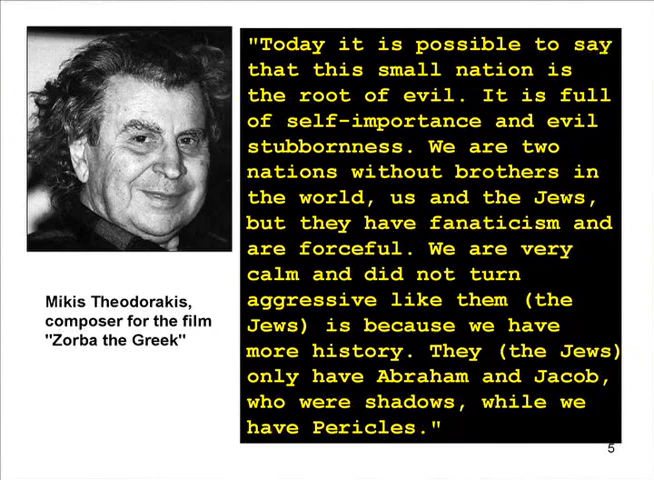 "Today it is possible to say
that this small nation is
the root of evil. It is full
of self-importance and evil
stubbornness. We are two
nations without brothers in
the world, us and the Jews,
but they have fanaticism and
are forceful. We are very
calm and did not turn
aggressive like them (the
Jews) is because we have
more history. They (the Jews)
only have Abraham and Jacob,
who were shadows, while we
have Pericles."
Mikis Theodorakis,
composer for the film
"Zorba the Greek"
5